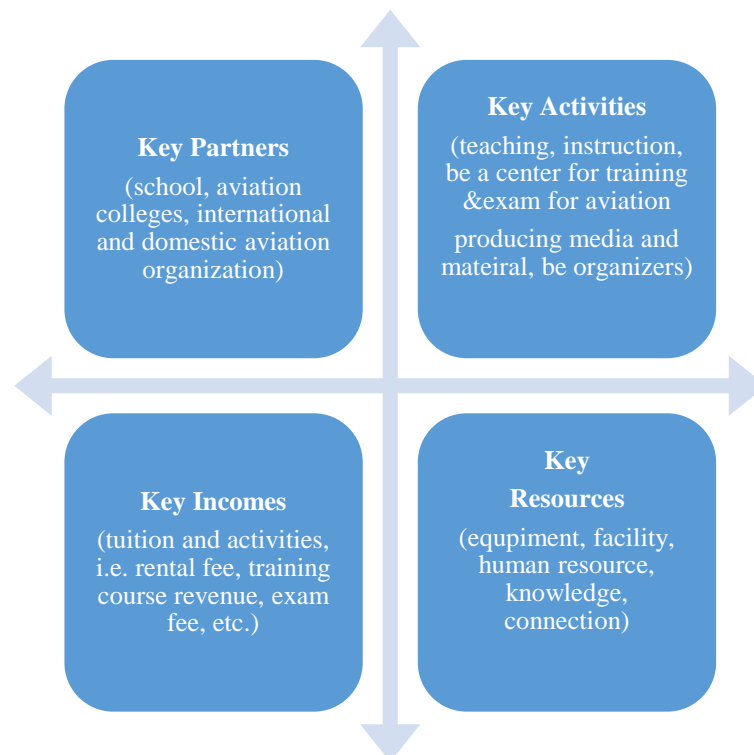 Key Partners
(school, aviation
colleges, international
and domestic aviation
organization)
Key Activities
(teaching, instruction,
be a center for training
&exam for aviation
producing media and
mateiral, be organizers)
Key Incomes
(tuition and activities,
i.e. rental fee, training
course revenue, exam
fee, etc.)
Key
Resources
(equpiment, facility,
human resource,
knowledge,
connection)